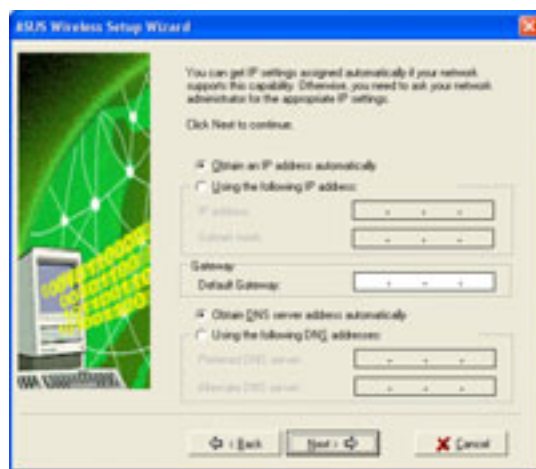 ASUS Wireless Setup Wizard
You can get IP settings assigned automatically if your network
supports this capability. Otherwise, you need to ask your network
administrator for the appropriate IP settings.
Click Next to continue.
Obtain an IP address automatically
Using the following IP address:
IP address:
Subnet mask:
Gateway
Default Gateway:
Obtain DNS server address automatically
Using the following DNS addresses:
Preferred DNS server:
Alternate DNS server:
< Back
Next >
Cancel